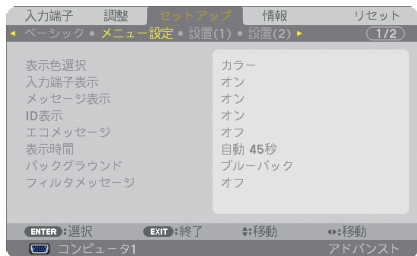 入力端子 調整 セットアップ 情報 リセット
◂ ベーシック • メニュー設定 • 設置(1) • 設置(2) ▸ 1/2
表示色選択 カラー
入力端子表示 オン
メッセージ表示 オン
ID表示 オン
エコメッセージ オフ
表示時間 自動 45秒
バックグラウンド ブルーバック
フィルタメッセージ オフ
ENTER:選択 EXIT:終了 :移動 :移動
コンピュータ1 アドバンスト